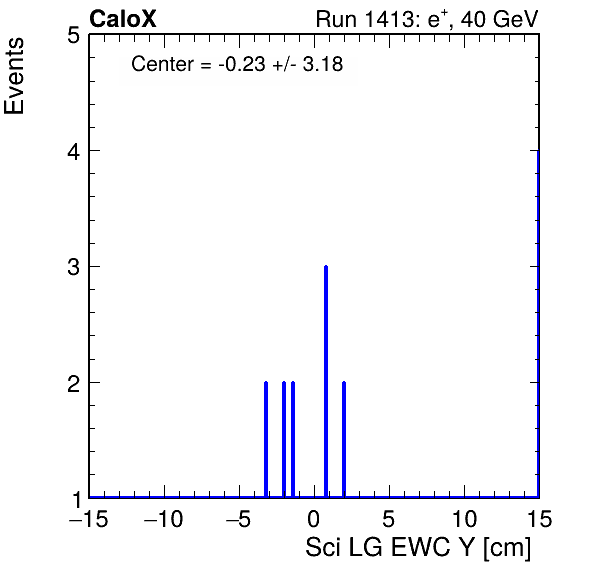 CaloX Run 1413: e⁺, 40 GeV
Center = -0.23 +/- 3.18
Events
5
4
3
2
1
−15 −10 −5 0 5 10 15
Sci LG EWC Y [cm]